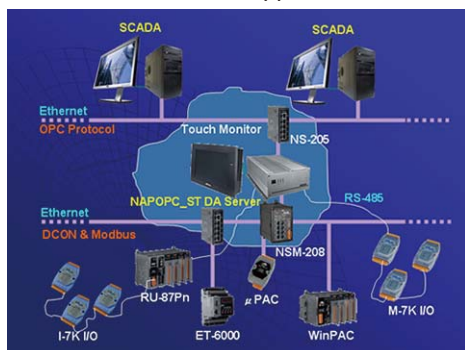 SCADA
SCADA
Ethernet
OPC Protocol
Touch Monitor
NS-205
NAPOPC_ST DA Server
RS-485
Ethernet
DCON & Modbus
NSM-208
RU-87Pn
μPAC
M-7K I/O
I-7K I/O
ET-6000
WinPAC